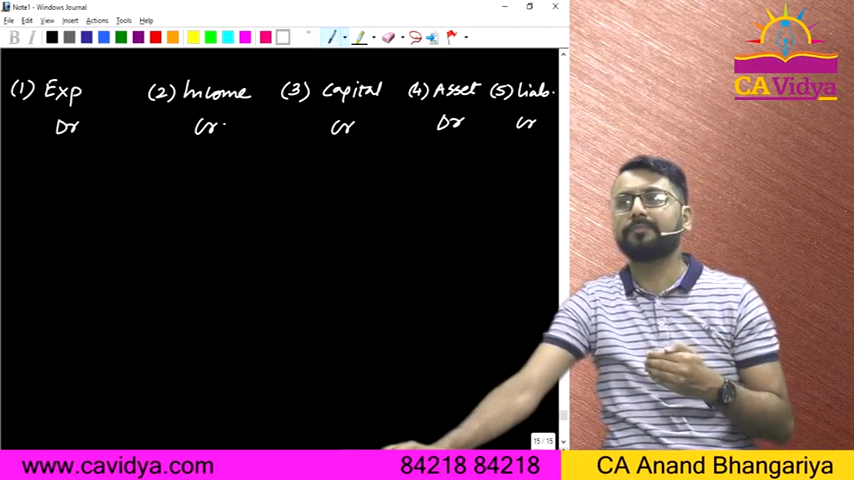 Note1 - Windows Journal
File Edit View Insert Actions Tools Help
B I
(1) Exp (2) Income (3) Capital (4) Asset (5) Liab.
Dr Cr. Cr Dr Cr
15 / 15
CA Vidya
www.cavidya.com 84218 84218 CA Anand Bhangariya